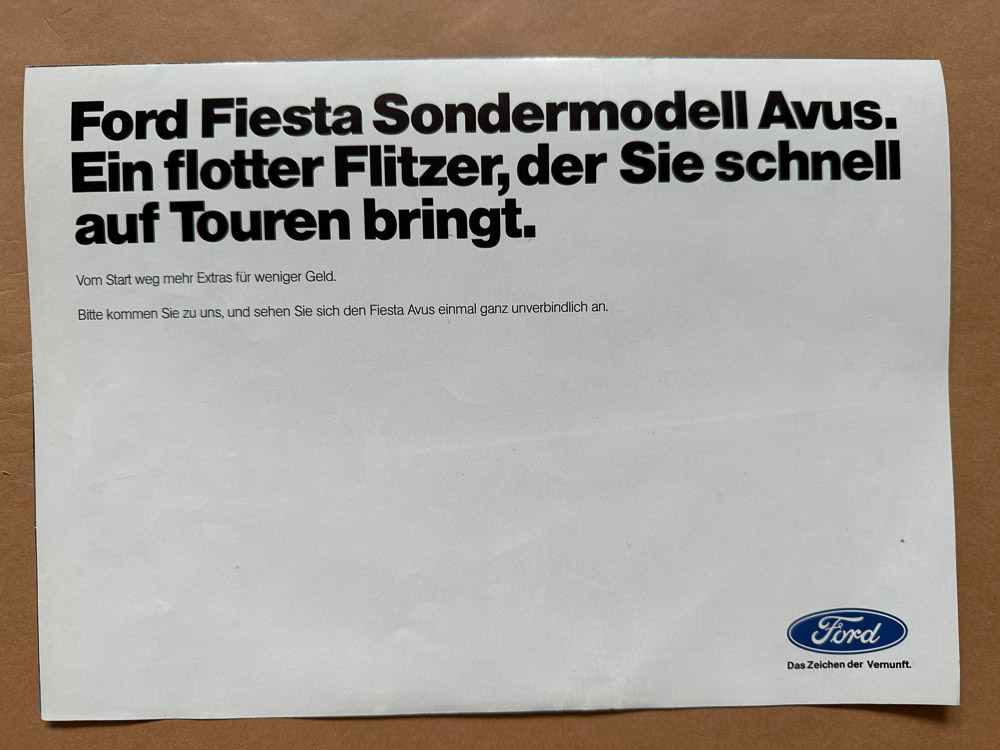 Ford Fiesta Sondermodell Avus.
Ein flotter Flitzer, der Sie schnell
auf Touren bringt.
Vom Start weg mehr Extras für weniger Geld.
Bitte kommen Sie zu uns, und sehen Sie sich den Fiesta Avus einmal ganz unverbindlich an.
Ford
Das Zeichen der Vernunft.